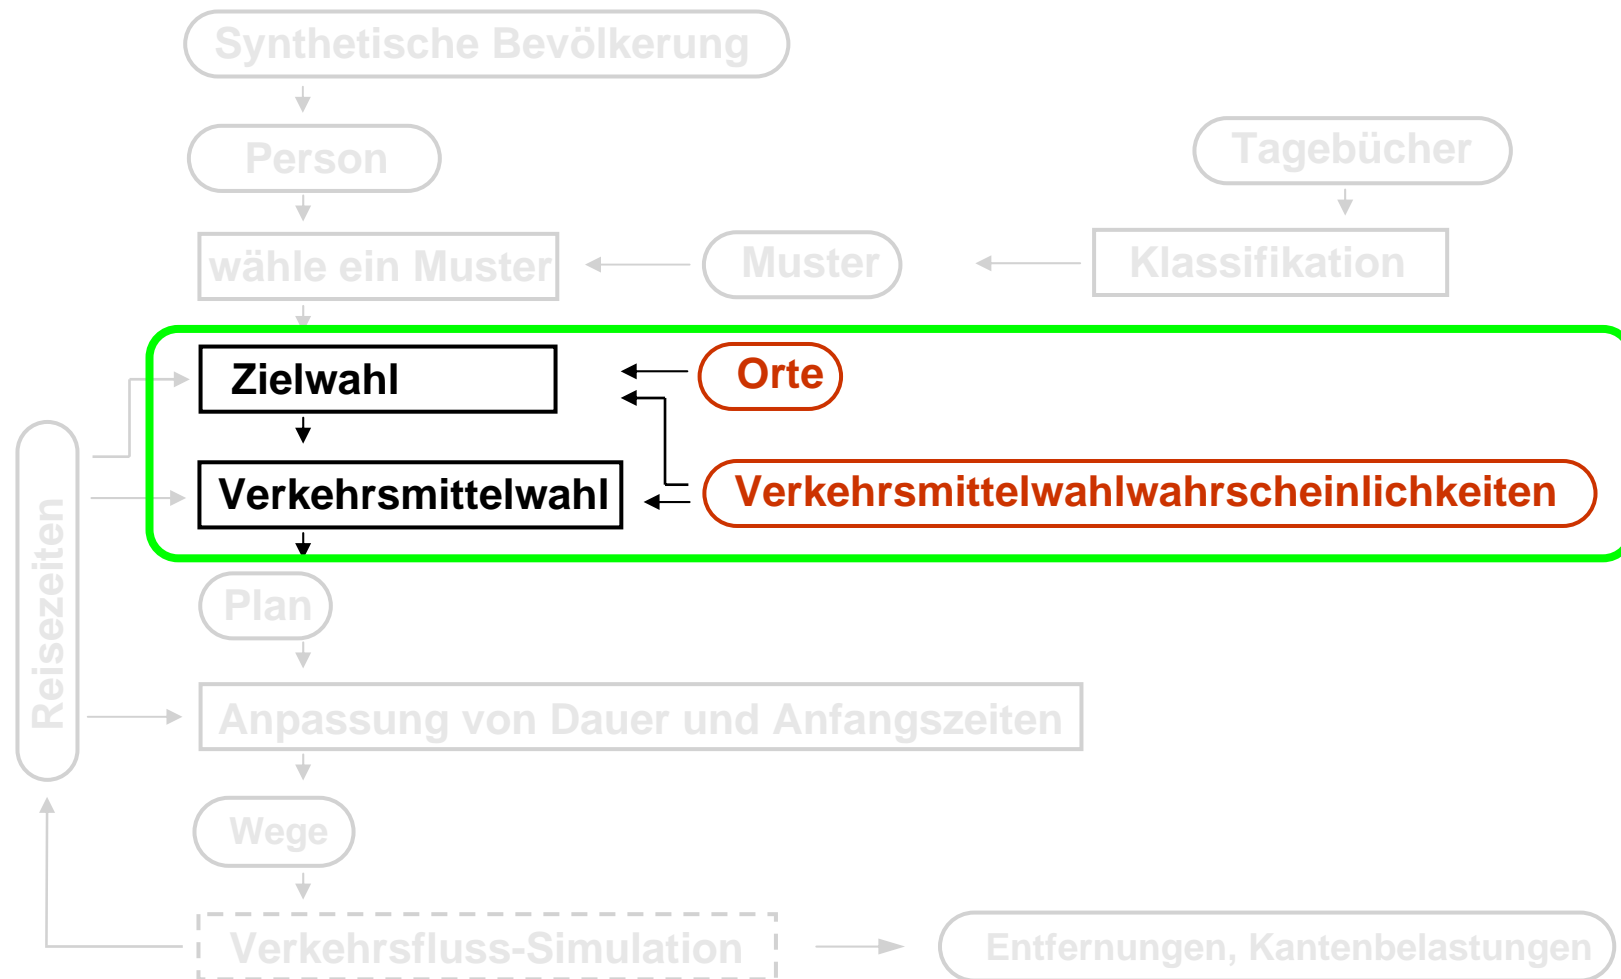 Synthetische Bevölkerung
Person
Tagebücher
wähle ein Muster
Muster
Klassifikation
Zielwahl
Orte
Verkehrsmittelwahl
Verkehrsmittelwahlwahrscheinlichkeiten
Reisezeiten
Plan
Anpassung von Dauer und Anfangszeiten
Wege
Verkehrsfluss-Simulation
Entfernungen, Kantenbelastungen